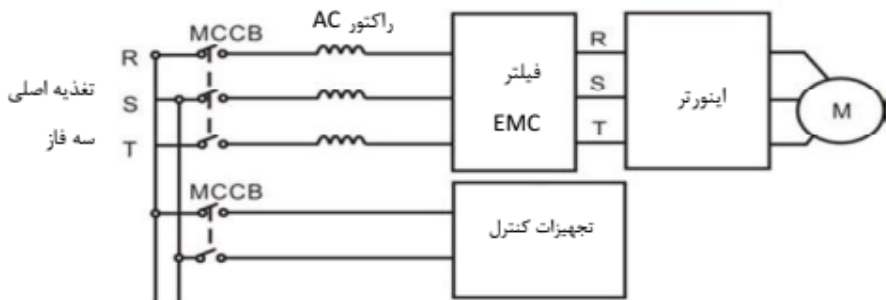 راکتور AC
MCCB
R
S
T
تغذیه اصلی
سه فاز
فیلتر
EMC
R
S
T
اینورتر
M
MCCB
تجهیزات کنترل